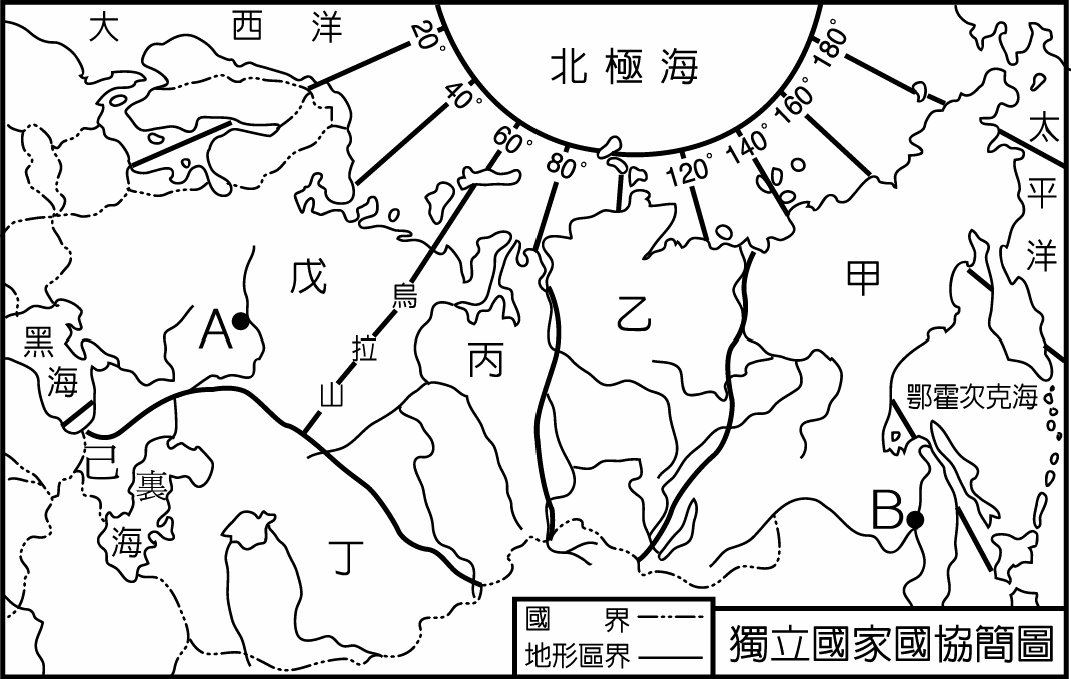 大西洋
北極海
20°
40°
60°
80°
120°
140°
160°
180°
太平洋
戊
烏拉山
A
黑海
丙
乙
甲
鄂霍次克海
己
裏海
丁
B
國界
地形區界
獨立國家國協簡圖